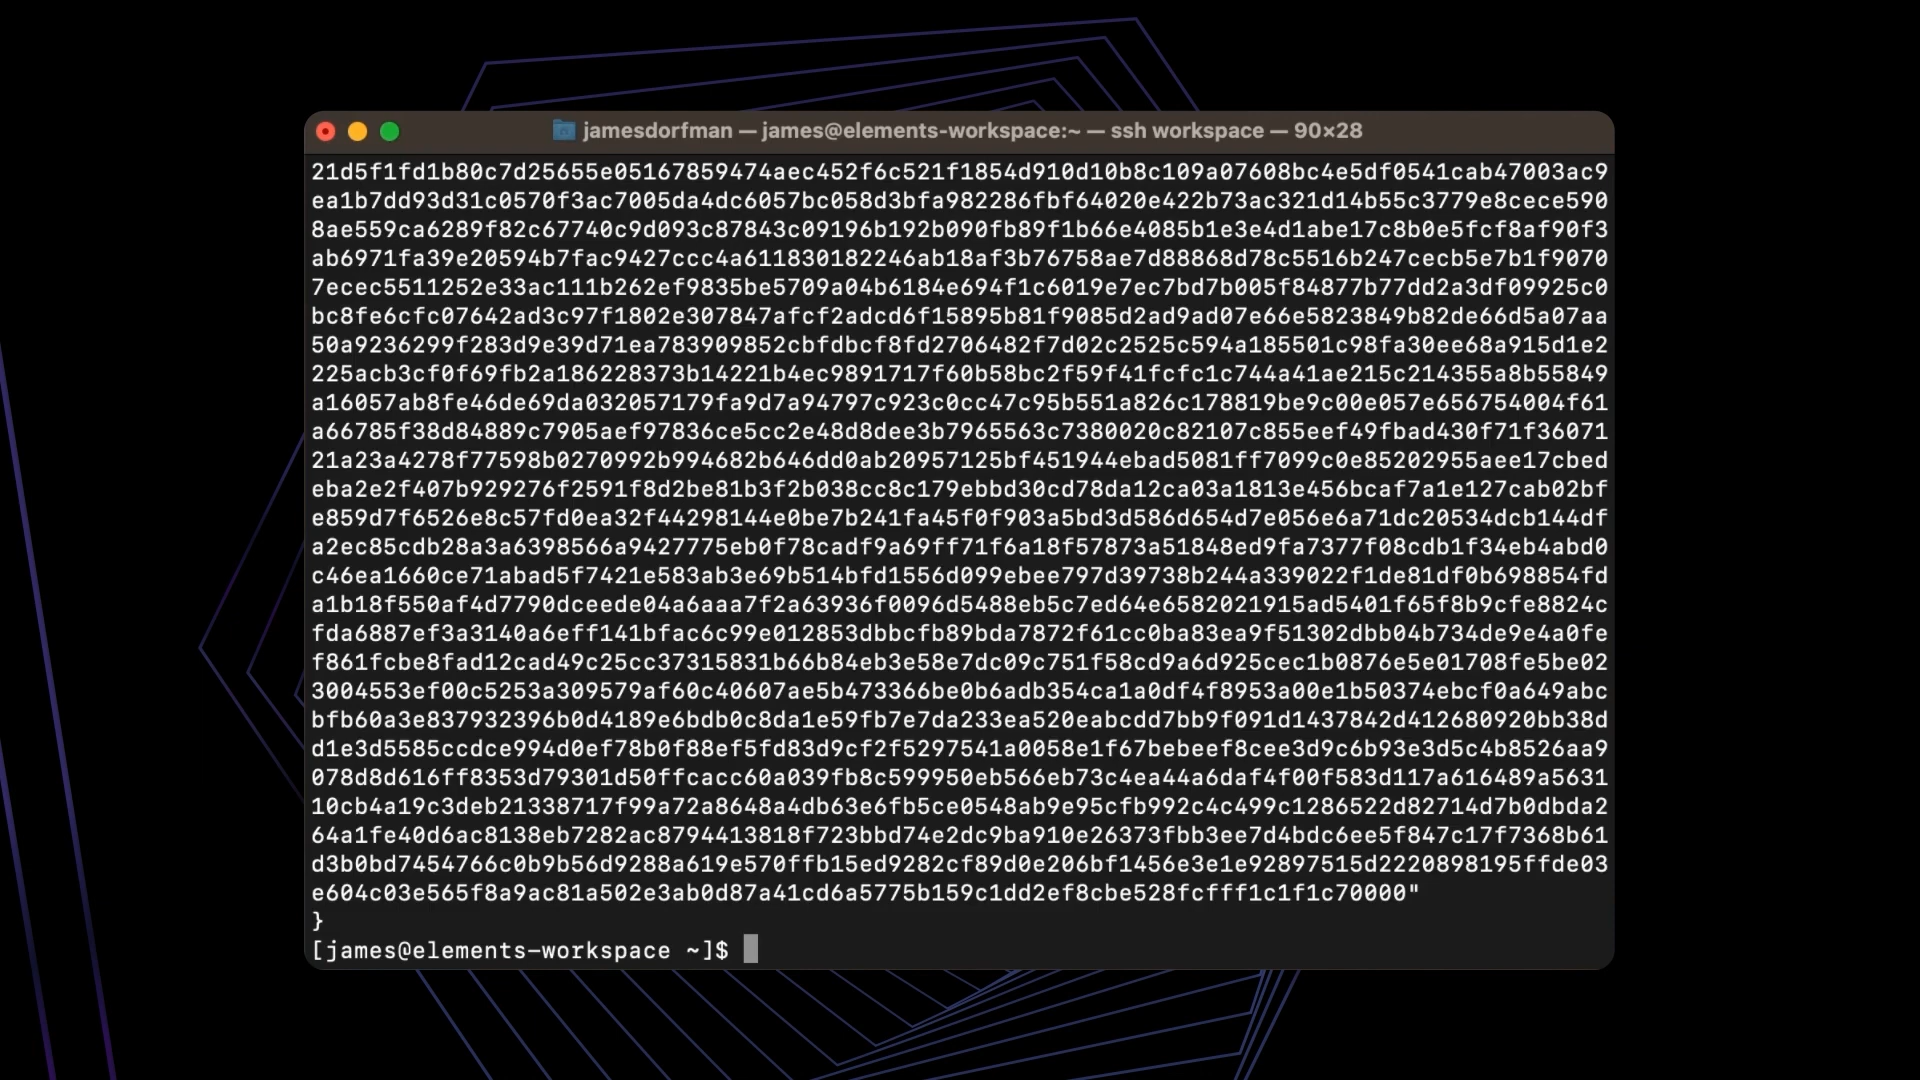 jamesdorfman — james@elements-workspace:~ — ssh workspace — 90×28
21d5f1fd1b80c7d25655e05167859474aec452f6c521f1854d910d10b8c109a07608bc4e5df0541cab47003ac9
ea1b7dd93d31c0570f3ac7005da4dc6057bc058d3bfa982286fbf64020e422b73ac321d14b55c3779e8cece590
8ae559ca6289f82c67740c9d093c87843c09196b192b090fb89f1b66e4085b1e3e4d1abe17c8b0e5fcf8af90f3
ab6971fa39e20594b7fac9427ccc4a611830182246ab18af3b76758ae7d88868d78c5516b247cecb5e7b1f9070
7ecec5511252e33ac111b262ef9835be5709a04b6184e694f1c6019e7ec7bd7b005f84877b77dd2a3df09925c0
bc8fe6cfc07642ad3c97f1802e307847afcf2adcd6f15895b81f9085d2ad9ad07e66e5823849b82de66d5a07aa
50a9236299f283d9e39d71ea783909852cbfdbcf8fd2706482f7d02c2525c594a185501c98fa30ee68a915d1e2
225acb3cf0f69fb2a186228373b14221b4ec9891717f60b58bc2f59f41fcfc1c744a41ae215c214355a8b55849
a16057ab8fe46de69da032057179fa9d7a94797c923c0cc47c95b551a826c178819be9c00e057e656754004f61
a66785f38d84889c7905aef97836ce5cc2e48d8dee3b7965563c7380020c82107c855eef49fbad430f71f36071
21a23a4278f77598b0270992b994682b646dd0ab20957125bf451944ebad5081ff7099c0e85202955aee17cbed
eba2e2f407b929276f2591f8d2be81b3f2b038cc8c179ebbd30cd78da12ca03a1813e456bcaf7a1e127cab02bf
e859d7f6526e8c57fd0ea32f44298144e0be7b241fa45f0f903a5bd3d586d654d7e056e6a71dc20534dcb144df
a2ec85cdb28a3a6398566a9427775eb0f78cadf9a69ff71f6a18f57873a51848ed9fa7377f08cdb1f34eb4abd0
c46ea1660ce71abad5f7421e583ab3e69b514bfd1556d099ebee797d39738b244a339022f1de81df0b698854fd
a1b18f550af4d7790dceede04a6aaa7f2a63936f0096d5488eb5c7ed64e6582021915ad5401f65f8b9cfe8824c
fda6887ef3a3140a6eff141bfac6c99e012853dbbcfb89bda7872f61cc0ba83ea9f51302dbb04b734de9e4a0fe
f861fcbe8fad12cad49c25cc37315831b66b84eb3e58e7dc09c751f58cd9a6d925cec1b0876e5e01708fe5be02
3004553ef00c5253a309579af60c40607ae5b473366be0b6adb354ca1a0df4f8953a00e1b50374ebcf0a649abc
bfb60a3e837932396b0d4189e6bdb0c8da1e59fb7e7da233ea520eabcdd7bb9f091d1437842d412680920bb38d
d1e3d5585ccdce994d0ef78b0f88ef5fd83d9cf2f5297541a0058e1f67bebeef8cee3d9c6b93e3d5c4b8526aa9
078d8d616ff8353d79301d50ffcacc60a039fb8c599950eb566eb73c4ea44a6daf4f00f583d117a616489a5631
10cb4a19c3deb21338717f99a72a8648a4db63e6fb5ce0548ab9e95cfb992c4c499c1286522d82714d7b0dbda2
64a1fe40d6ac8138eb7282ac8794413818f723bbd74e2dc9ba910e26373fbb3ee7d4bdc6ee5f847c17f7368b61
d3b0bd7454766c0b9b56d9288a619e570ffb15ed9282cf89d0e206bf1456e3e1e92897515d2220898195ffde03
e604c03e565f8a9ac81a502e3ab0d87a41cd6a5775b159c1dd2ef8cbe528fcfff1c1f1c70000"
}
[james@elements-workspace ~]$